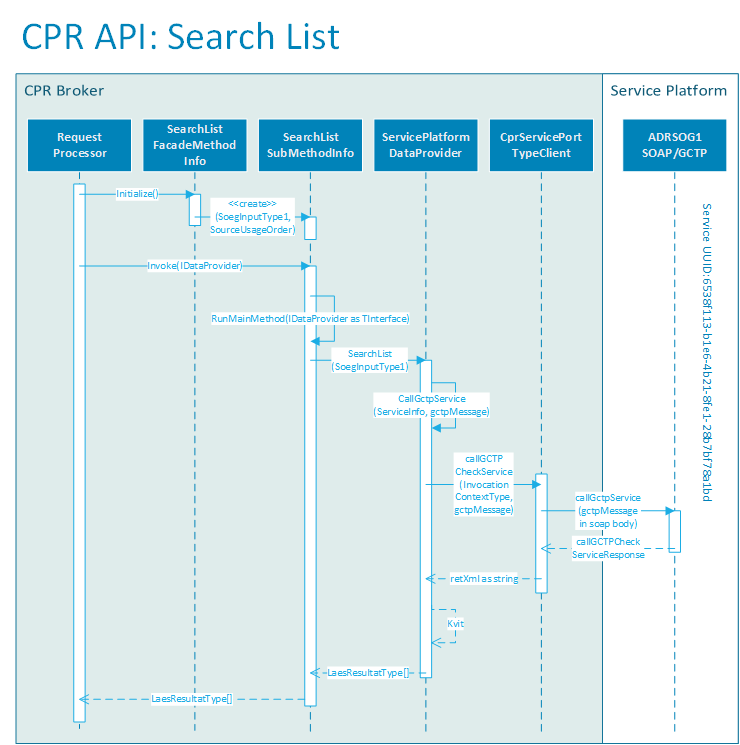 CPR API: Search List
CPR Broker
Service Platform
Request
Processor
SearchList
FacadeMethod
Info
SearchList
SubMethodInfo
ServicePlatform
DataProvider
CprServicePort
TypeClient
ADRSOG1
SOAP/GCTP
Initialize()
<<create>>
(SoegInputType1,
SourceUsageOrder)
Service UUID:6538f113-b1e6-4b21-8fe1-28b7bf78a1bd
Invoke(IDataProvider)
RunMainMethod(IDataProvider as TInterface)
SearchList
(SoegInputType1)
CallGctpService
(ServiceInfo, gctpMessage)
callGCTP
CheckService
(Invocation
ContextType,
gctpMessage)
callGctpService
(gctpMessage
in soap body)
callGCTPCheck
ServiceResponse
retXml as string
Kvit
LaesResultatType[]
LaesResultatType[]